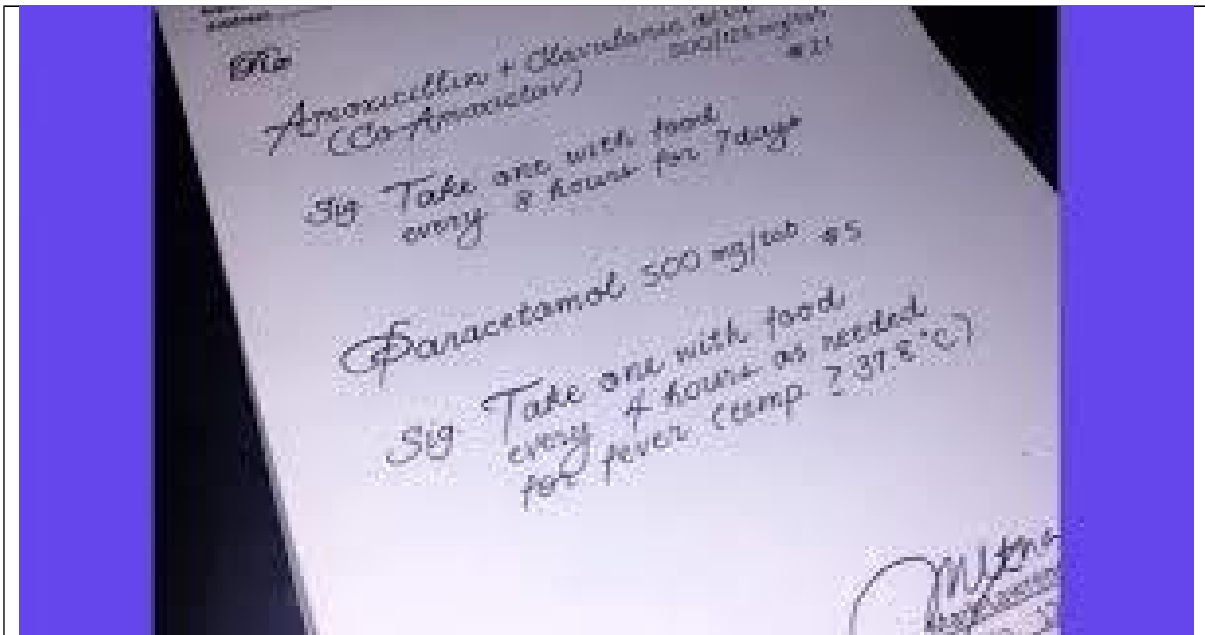 Rx
Amoxicillin + Clavulanic acid
500/125 mg/tab
(Co-Amoxiclav)
#21
Sig. Take one with food
every 8 hours for 7 days
Paracetamol 500 mg/tab #5
Sig. Take one with food
every 4 hours as needed
for fever (temp ≥ 37.8°C)